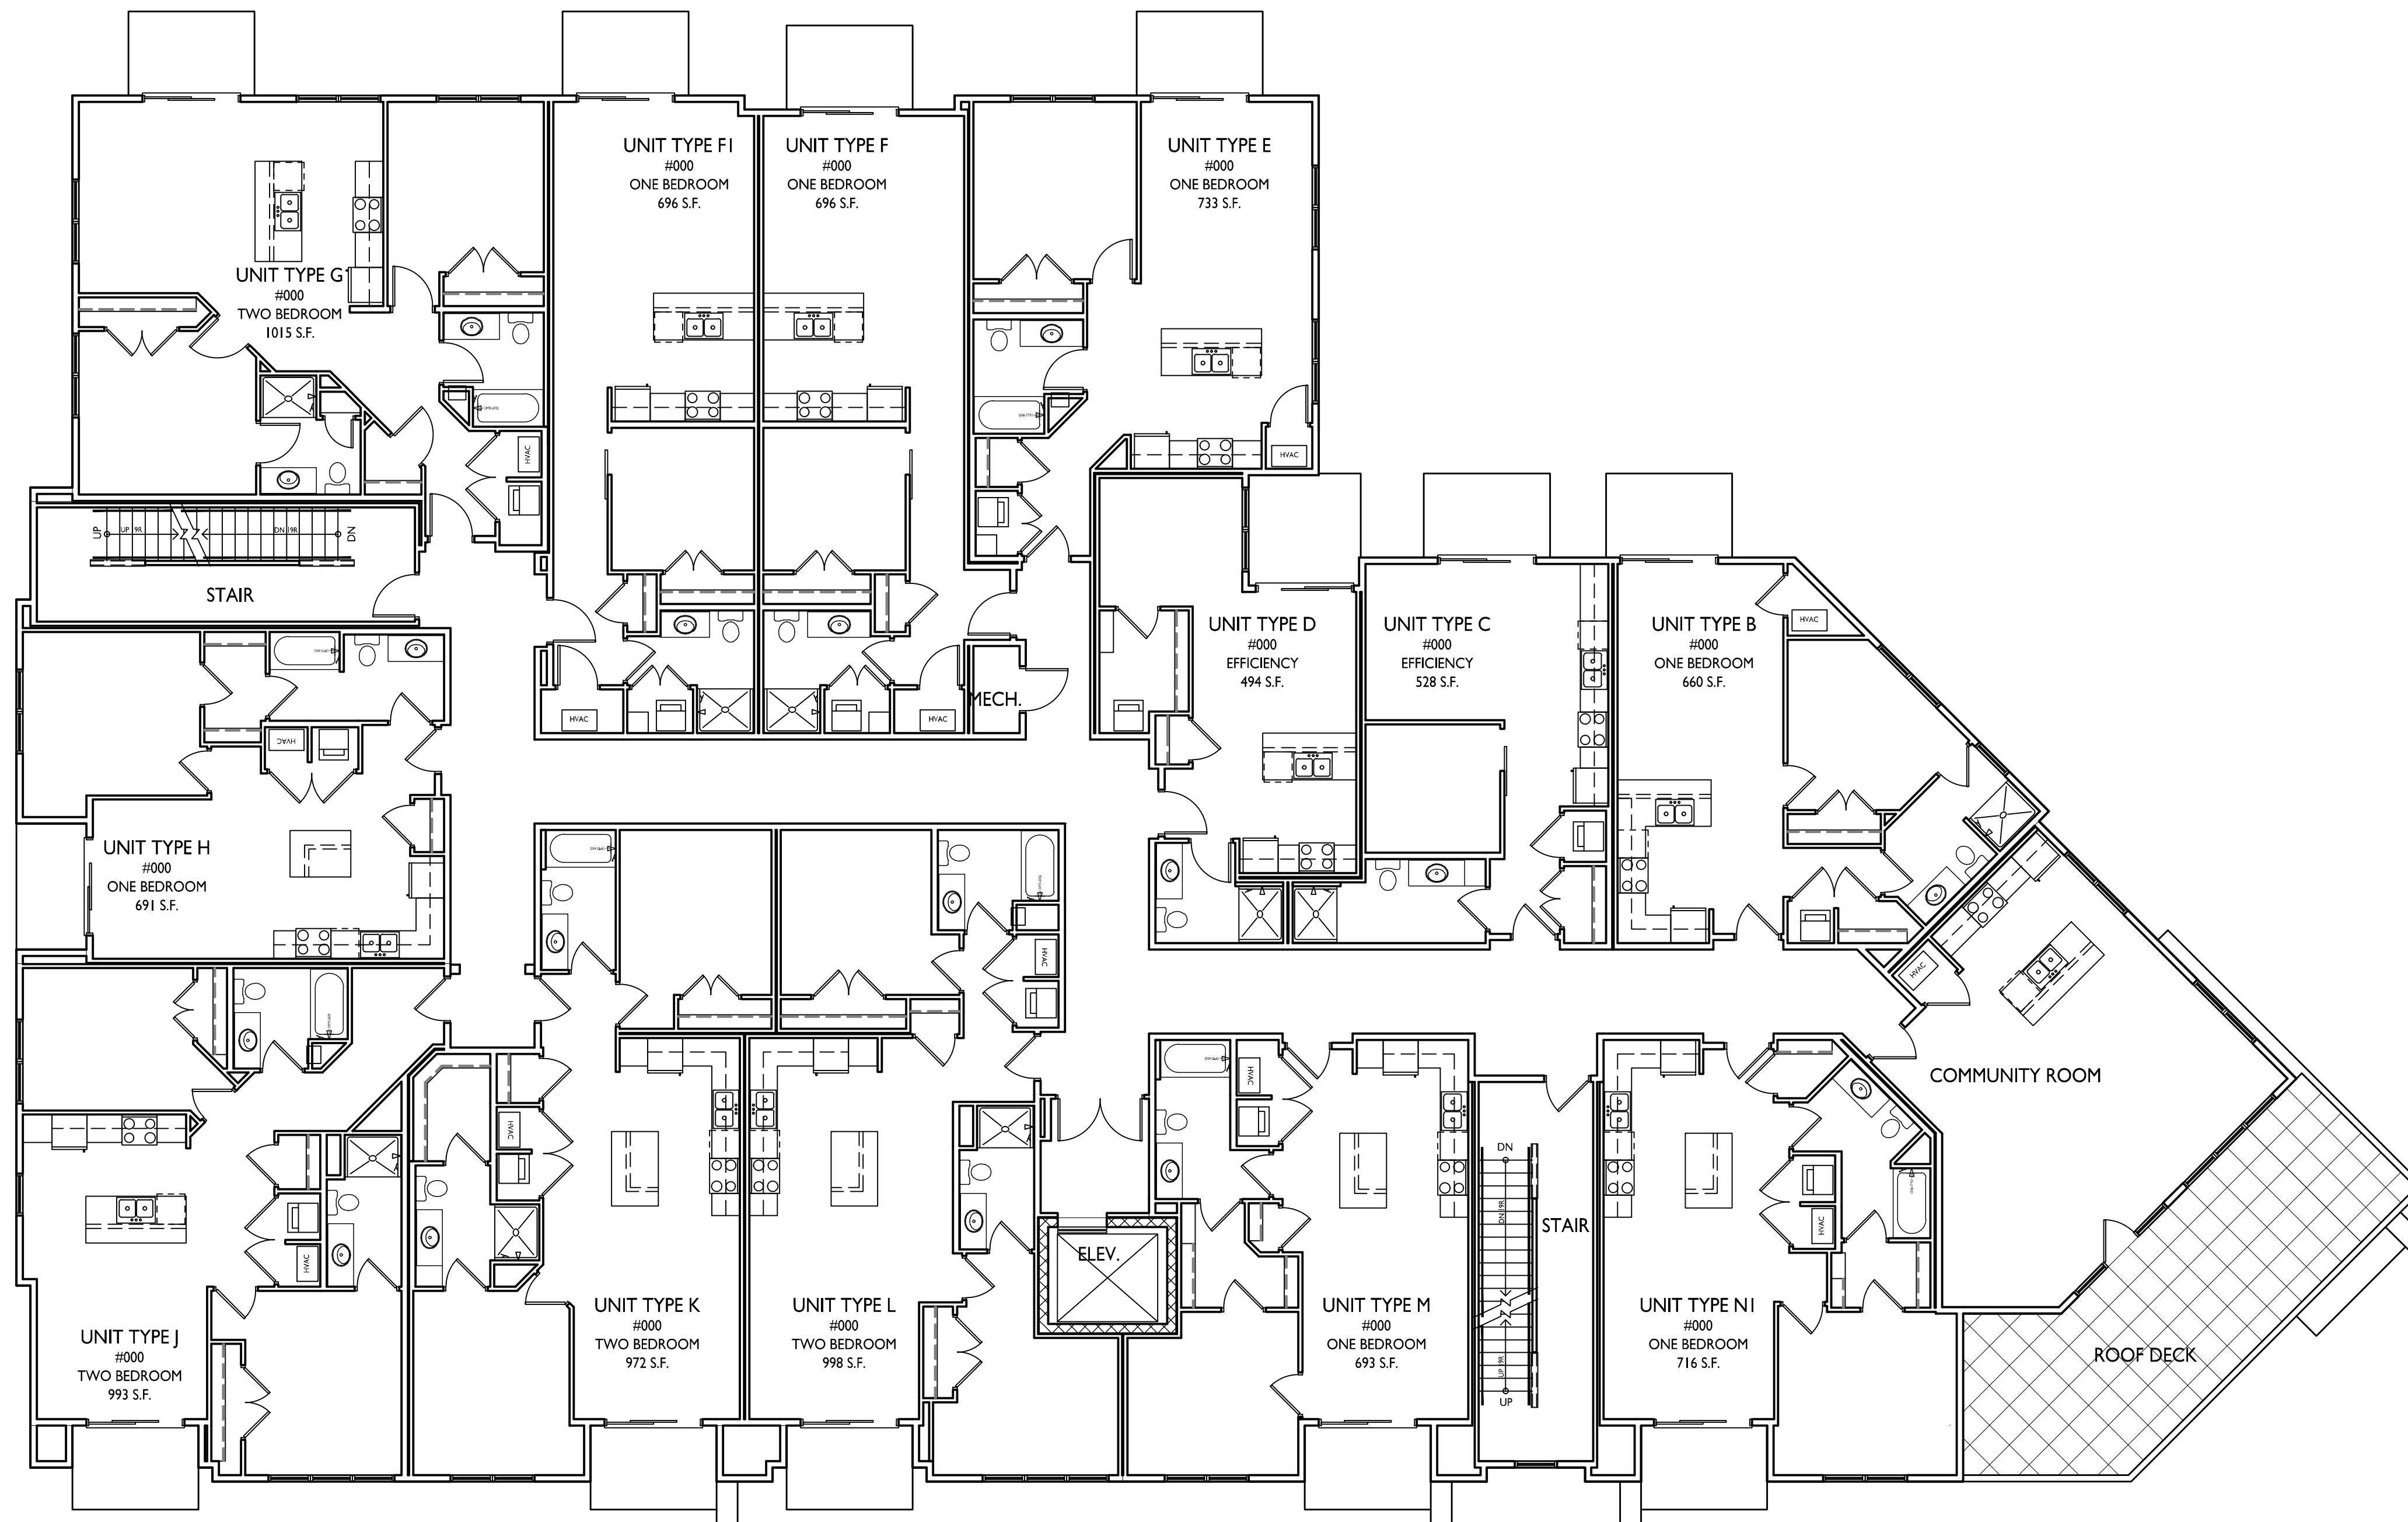 UNIT TYPE G1
#000
TWO BEDROOM
1015 S.F.
UNIT TYPE F1
#000
ONE BEDROOM
696 S.F.
UNIT TYPE F
#000
ONE BEDROOM
696 S.F.
UNIT TYPE E
#000
ONE BEDROOM
733 S.F.
HVAC
HVAC
UP
UP 19R
DN 19R
DN
STAIR
UNIT TYPE D
#000
EFFICIENCY
494 S.F.
UNIT TYPE C
#000
EFFICIENCY
528 S.F.
UNIT TYPE B
#000
ONE BEDROOM
660 S.F.
HVAC
HVAC
HVAC
MECH.
HVAC
UNIT TYPE H
#000
ONE BEDROOM
691 S.F.
HVAC
HVAC
COMMUNITY ROOM
HVAC
HVAC
HVAC
HVAC
UNIT TYPE J
#000
TWO BEDROOM
993 S.F.
UNIT TYPE K
#000
TWO BEDROOM
972 S.F.
UNIT TYPE L
#000
TWO BEDROOM
998 S.F.
ELEV.
UNIT TYPE M
#000
ONE BEDROOM
693 S.F.
DN
DN 19R
STAIR
UP 19R
UP
UNIT TYPE N1
#000
ONE BEDROOM
716 S.F.
ROOF DECK